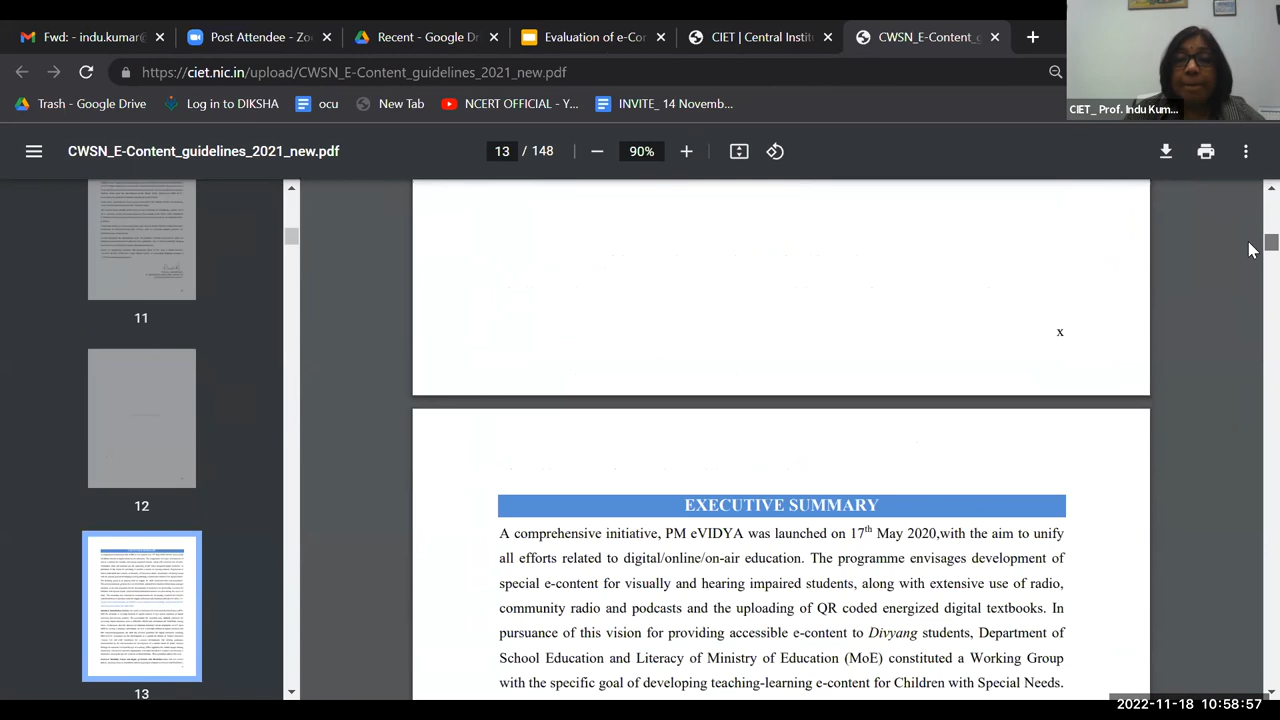 Fwd: - indu.kumar@
Post Attendee - Zo
Recent - Google D
Evaluation of e-Cor
CIET | Central Instit
CWSN_E-Content_g
https://ciet.nic.in/upload/CWSN_E-Content_guidelines_2021_new.pdf
Trash - Google Drive
Log in to DIKSHA
ou
New Tab
NCERT OFFICIAL - Y...
INVITE_ 14 Novemb...
CIET_ Prof. Indu Kum...
CWSN_E-Content_guidelines_2021_new.pdf
13 / 148
90%
11
12
13
x
EXECUTIVE SUMMARY
A comprehensive initiative, PM eVIDYA was launched on 17th May 2020,with the aim to unify
all efforts related to digital/online/on-air education. The programme envisages development of
special e-content for visually and hearing impaired students along with extensive use of radio,
community radio and podcasts and the uploading of QR coded energized digital textbooks. In
pursuance of this vision for providing accessible e-content to Divyang students, Department of
School Education and Literacy of Ministry of Education (MoE) constituted a Working Group
with the specific goal of developing teaching-learning e-content for Children with Special Needs.
2022-11-18 10:58:57